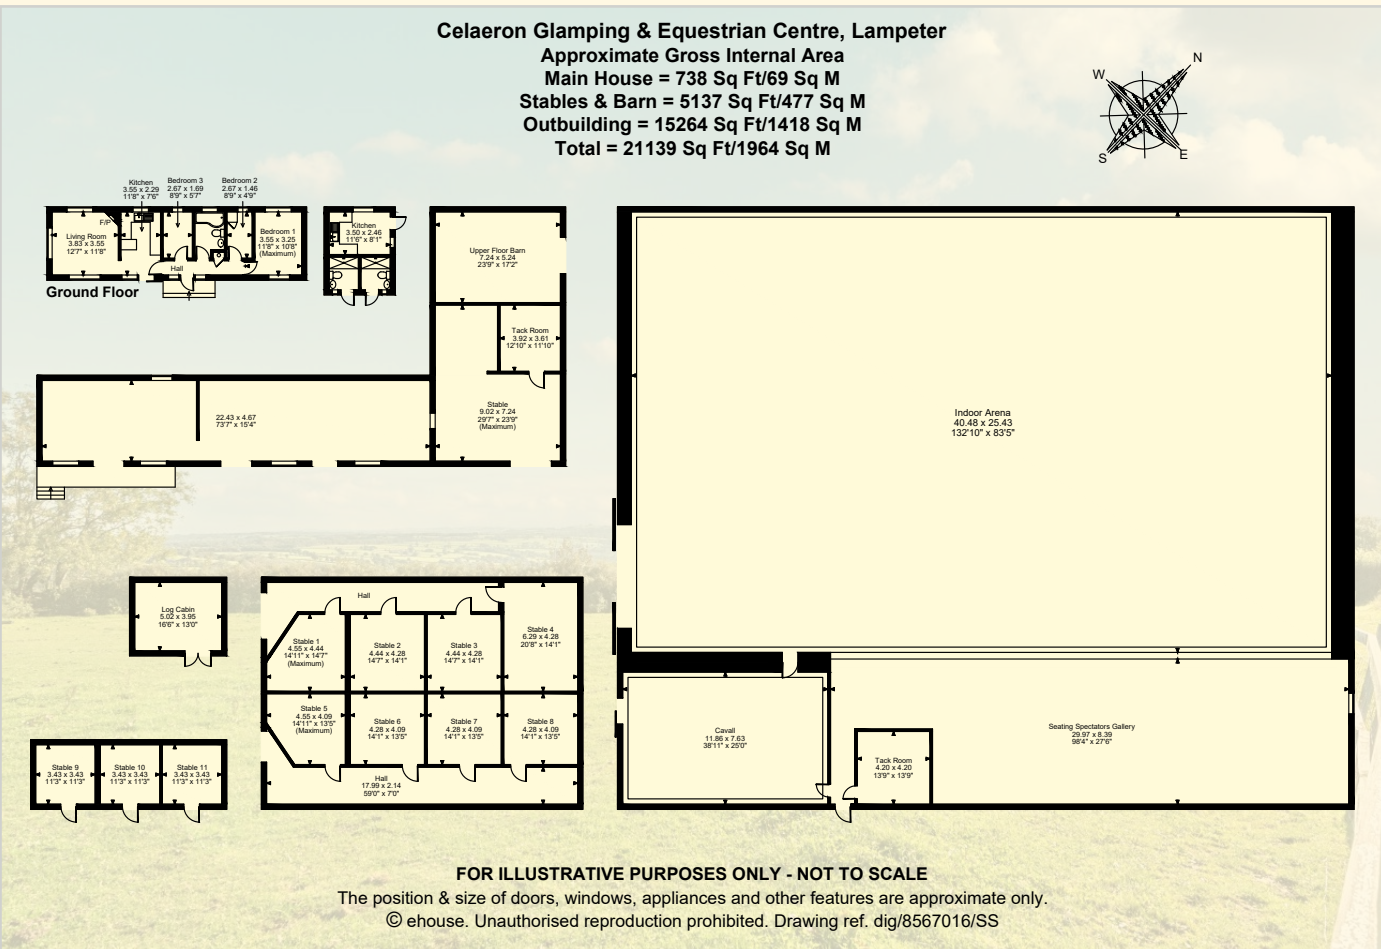 Celaeron Glamping & Equestrian Centre, Lampeter
Approximate Gross Internal Area
Main House = 738 Sq Ft/69 Sq M
Stables & Barn = 5137 Sq Ft/477 Sq M
Outbuilding = 15264 Sq Ft/1418 Sq M
Total = 21139 Sq Ft/1964 Sq M
N
W
S
E
Kitchen
3.55 x 2.29
11'8" x 7'6"
Bedroom 3
2.67 x 1.69
8'9" x 5'7"
Bedroom 2
2.67 x 1.46
8'9" x 4'9"
F/P
Living Room
3.83 x 3.55
12'7" x 11'8"
Bedroom 1
3.55 x 3.25
11'8" x 10'8"
(Maximum)
Hall
Ground Floor
Kitchen
3.50 x 2.46
11'6" x 8'1"
Upper Floor Barn
7.24 x 5.24
23'9" x 17'2"
Tack Room
3.92 x 3.61
12'10" x 11'10"
Stable
9.02 x 7.24
29'7" x 23'9"
(Maximum)
22.43 x 4.67
73'7" x 15'4"
Indoor Arena
40.48 x 25.43
132'10" x 83'5"
Log Cabin
5.02 x 3.95
16'6" x 13'0"
Hall
Stable 1
4.55 x 4.44
14'11" x 14'7"
(Maximum)
Stable 2
4.44 x 4.28
14'7" x 14'1"
Stable 3
4.44 x 4.28
14'7" x 14'1"
Stable 4
6.29 x 4.28
20'8" x 14'1"
Stable 5
4.55 x 4.09
14'11" x 13'5"
(Maximum)
Stable 6
4.28 x 4.09
14'1" x 13'5"
Stable 7
4.28 x 4.09
14'1" x 13'5"
Stable 8
4.28 x 4.09
14'1" x 13'5"
Hall
17.99 x 2.14
59'0" x 7'0"
Stable 9
3.43 x 3.43
11'3" x 11'3"
Stable 10
3.43 x 3.43
11'3" x 11'3"
Stable 11
3.43 x 3.43
11'3" x 11'3"
Cavall
11.86 x 7.63
38'11" x 25'0"
Seating Spectators Gallery
29.97 x 8.39
98'4" x 27'6"
Tack Room
4.20 x 4.20
13'9" x 13'9"
FOR ILLUSTRATIVE PURPOSES ONLY - NOT TO SCALE
The position & size of doors, windows, appliances and other features are approximate only.
© ehouse. Unauthorised reproduction prohibited. Drawing ref. dig/8567016/SS